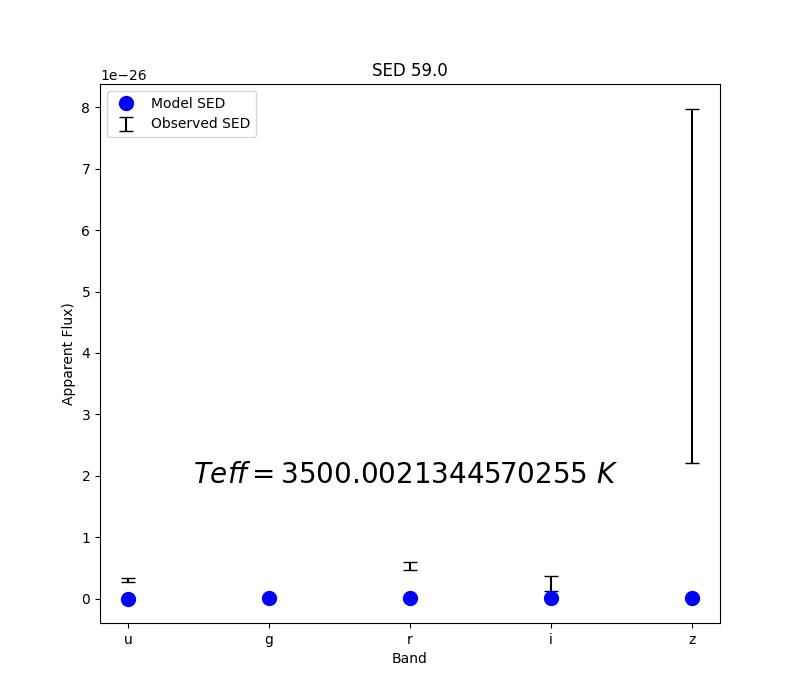 SED 59.0
1e−26
Model SED
Observed SED
8
7
6
5
4
3
2
1
0
Apparent Flux)
Teff = 3500.0021344570255 K
u g r i z
Band